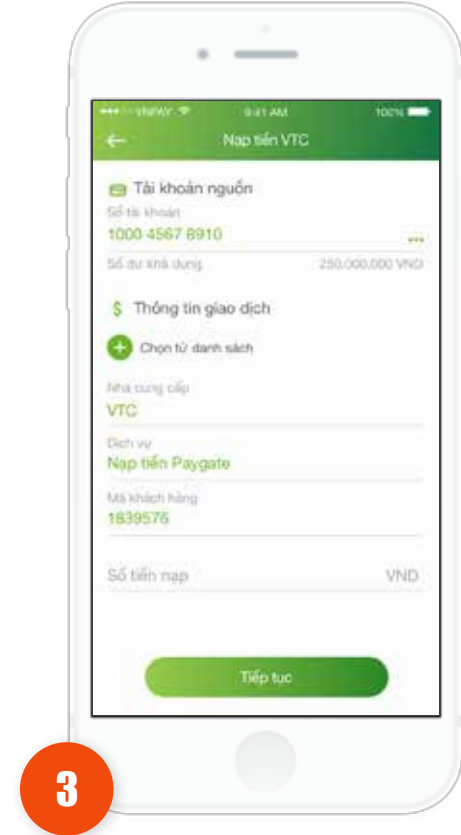 VNPAY 9:41 AM 100%
Nạp tiền VTC
Tài khoản nguồn
Số tài khoản
1000 4567 8910
Số dư khả dụng 250,000,000 VND
$ Thông tin giao dịch
Chọn từ danh sách
Nhà cung cấp
VTC
Dịch vụ
Nạp tiền Paygate
Mã khách hàng
1839576
Số tiền nạp VND
Tiếp tục
3